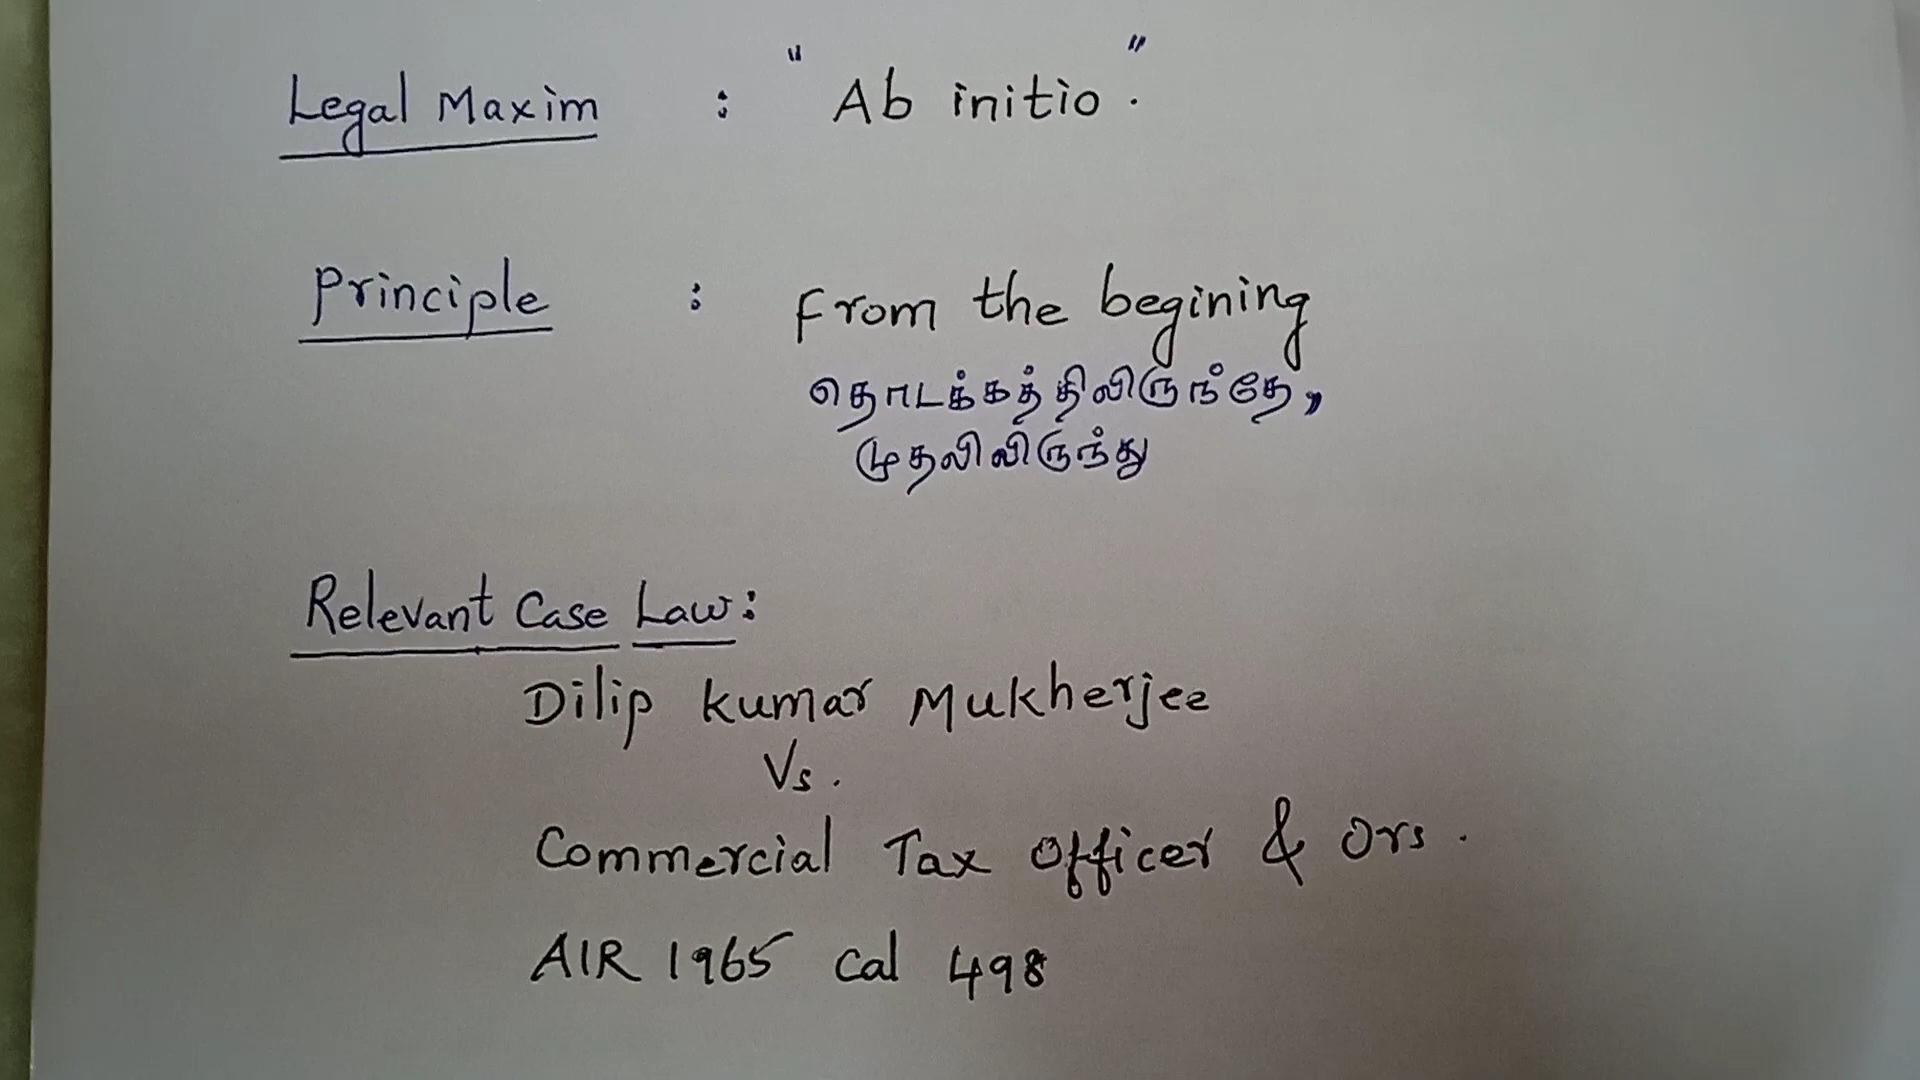 Legal Maxim : "Ab initio."
Principle : From the begining
தொடக்கத்திலிருந்தே,
முதலிலிருந்து
Relevant Case Law:
Dilip Kumar Mukherjee
Vs.
Commercial Tax Officer & Ors.
AIR 1965 Cal 498